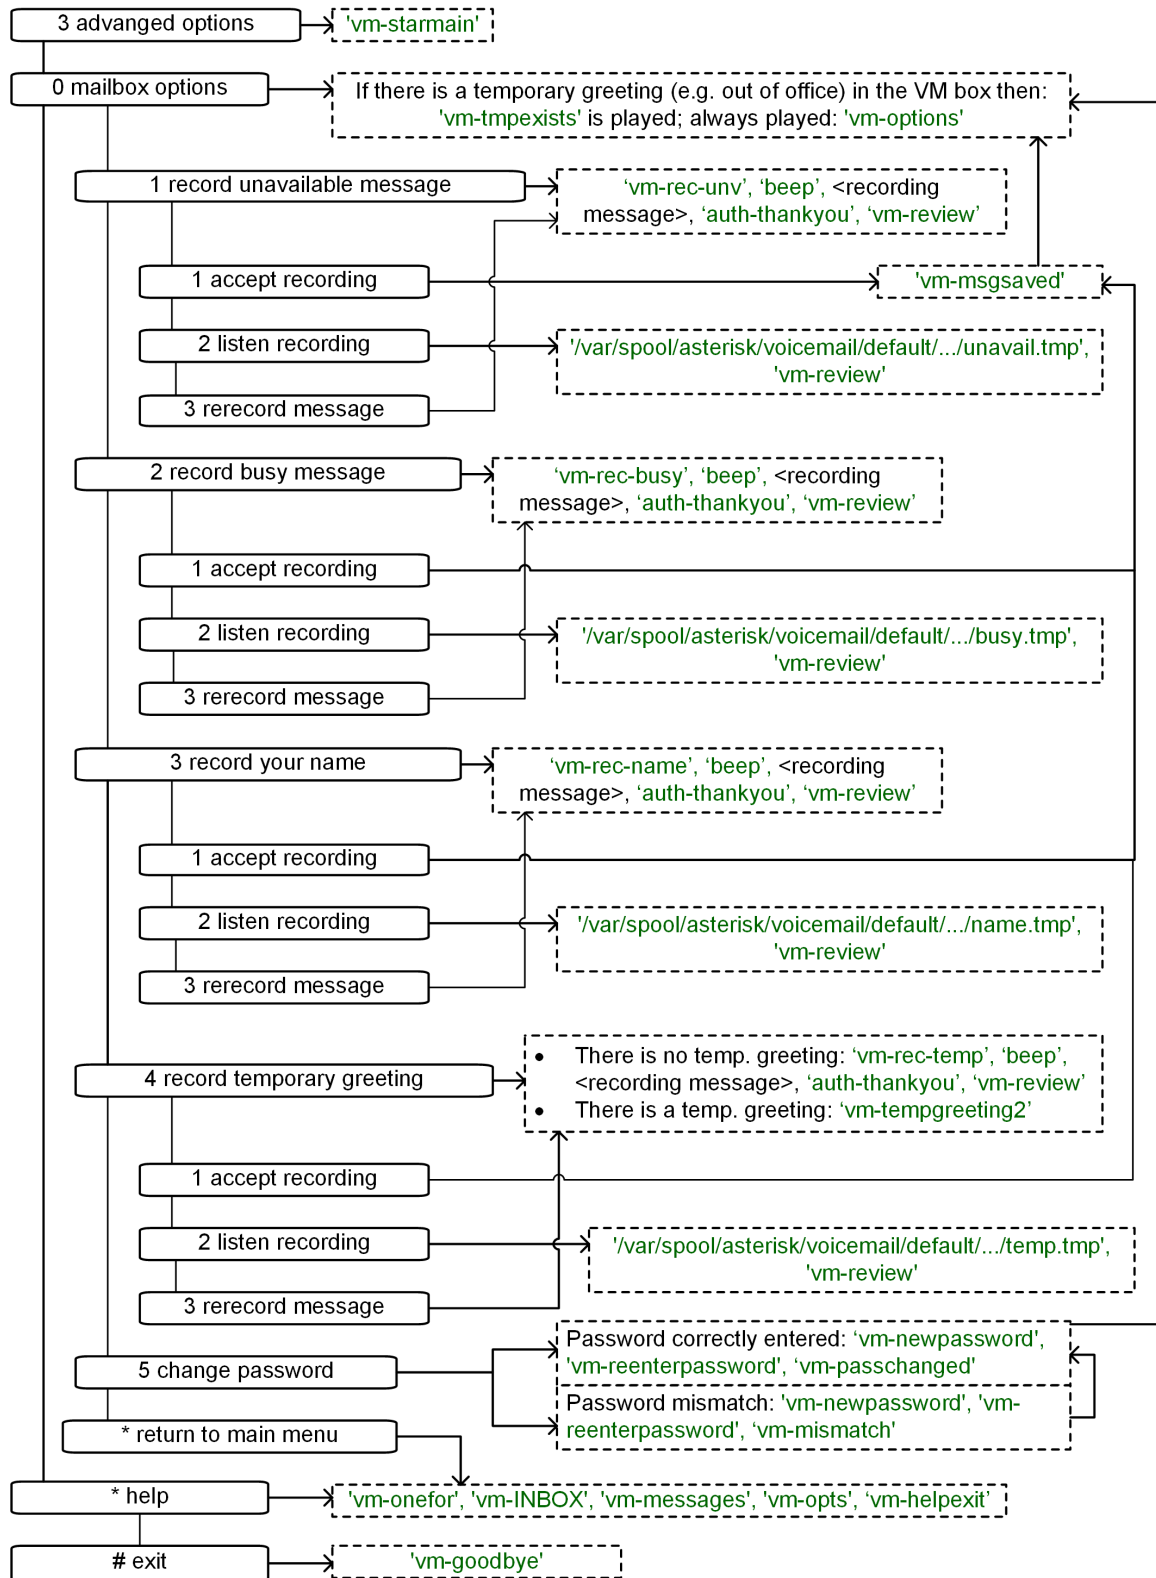 3 advanged options
'vm-starmain'
0 mailbox options
If there is a temporary greeting (e.g. out of office) in the VM box then:
'vm-tmpexists' is played; always played: 'vm-options'
1 record unavailable message
‘vm-rec-unv’, ‘beep’, <recording
message>, ‘auth-thankyou’, ‘vm-review’
1 accept recording
'vm-msgsaved'
2 listen recording
'/var/spool/asterisk/voicemail/default/.../unavail.tmp',
'vm-review'
3 rerecord message
2 record busy message
‘vm-rec-busy’, ‘beep’, <recording
message>, ‘auth-thankyou’, ‘vm-review’
1 accept recording
2 listen recording
'/var/spool/asterisk/voicemail/default/.../busy.tmp',
'vm-review'
3 rerecord message
3 record your name
‘vm-rec-name’, ‘beep’, <recording
message>, ‘auth-thankyou’, ‘vm-review’
1 accept recording
2 listen recording
'/var/spool/asterisk/voicemail/default/.../name.tmp',
'vm-review'
3 rerecord message
4 record temporary greeting
• There is no temp. greeting: ‘vm-rec-temp’, ‘beep’,
<recording message>, ‘auth-thankyou’, ‘vm-review’
• There is a temp. greeting: ‘vm-tempgreeting2’
1 accept recording
2 listen recording
'/var/spool/asterisk/voicemail/default/.../temp.tmp',
'vm-review'
3 rerecord message
5 change password
Password correctly entered: ‘vm-newpassword',
'vm-reenterpassword', ‘vm-passchanged'
Password mismatch: 'vm-newpassword', 'vm-
reenterpassword', ‘vm-mismatch'
* return to main menu
* help
'vm-onefor', 'vm-INBOX', 'vm-messages', 'vm-opts', ‘vm-helpexit’
# exit
'vm-goodbye'